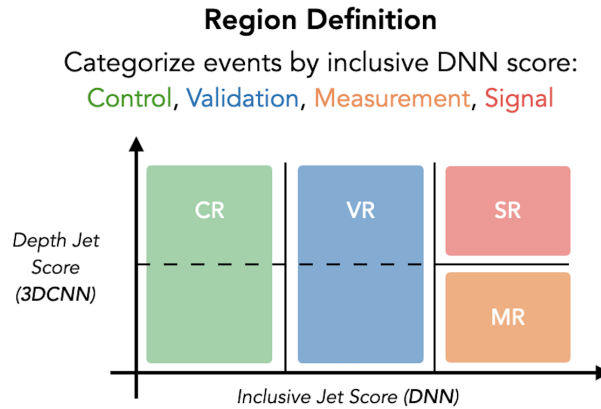 Region Definition
Categorize events by inclusive DNN score:
Control, Validation, Measurement, Signal
CR
VR
SR
Depth Jet
Score
(3DCNN)
MR
Inclusive Jet Score (DNN)